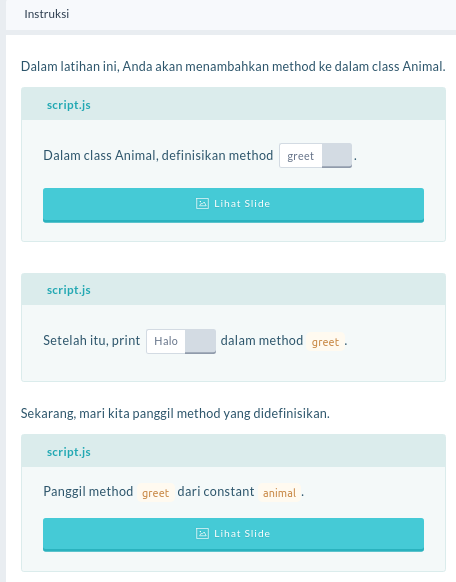 Instruksi
Dalam latihan ini, Anda akan menambahkan method ke dalam class Animal.
script.js
Dalam class Animal, definisikan method greet .
Lihat Slide
script.js
Setelah itu, print Halo dalam method greet .
Sekarang, mari kita panggil method yang didefinisikan.
script.js
Panggil method greet dari constant animal .
Lihat Slide